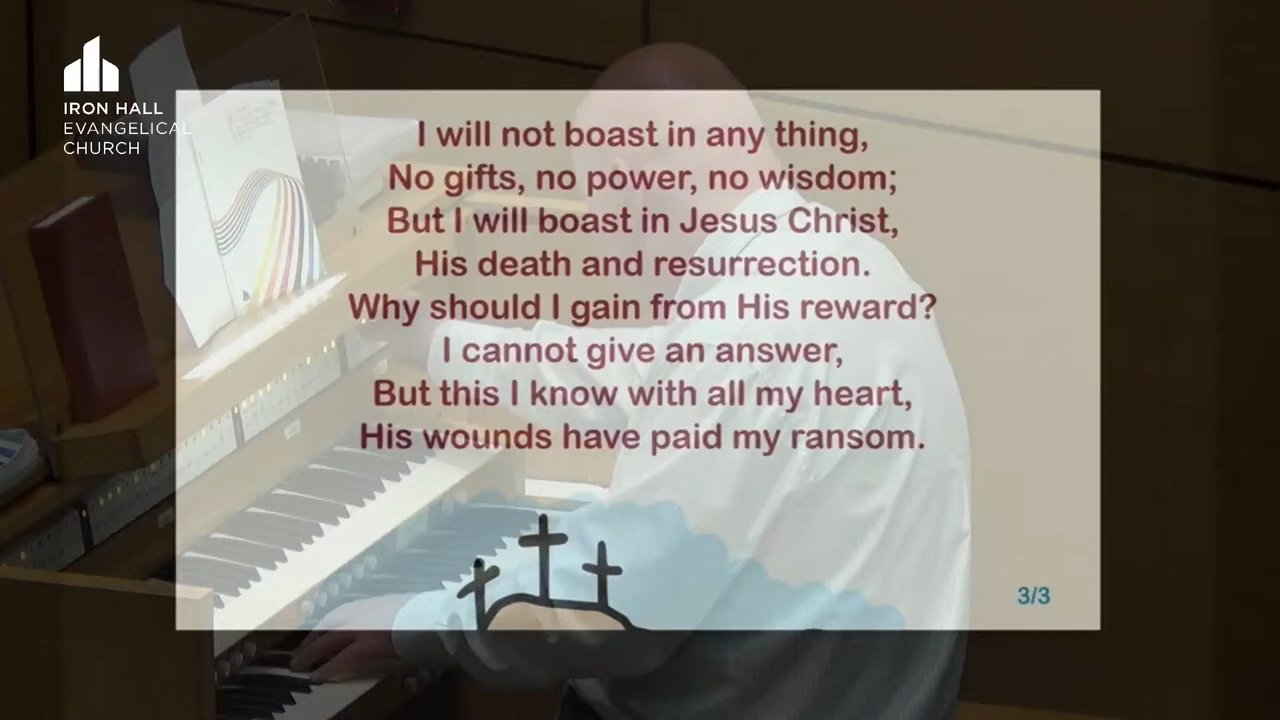 IRON HALL
EVANGELICAL
CHURCH
I will not boast in any thing,
No gifts, no power, no wisdom;
But I will boast in Jesus Christ,
His death and resurrection.
Why should I gain from His reward?
I cannot give an answer,
But this I know with all my heart,
His wounds have paid my ransom.
3/3